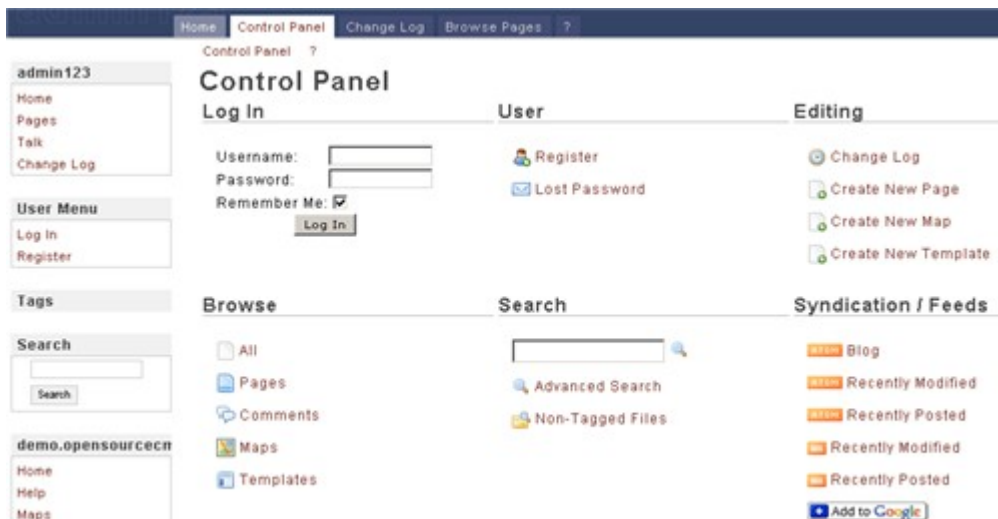 Home Control Panel Change Log Browse Pages ?
Control Panel ?
admin123
Home
Pages
Talk
Change Log
User Menu
Log In
Register
Tags
Search
Search
demo.opensourcecm
Home
Help
Maps
Control Panel
Log In
Username:
Password:
Remember Me:
Log In
User
Register
Lost Password
Editing
Change Log
Create New Page
Create New Map
Create New Template
Browse
All
Pages
Comments
Maps
Templates
Search
Advanced Search
Non-Tagged Files
Syndication / Feeds
Blog
ATOM Recently Modified
ATOM Recently Posted
Recently Modified
Recently Posted
Add to Google